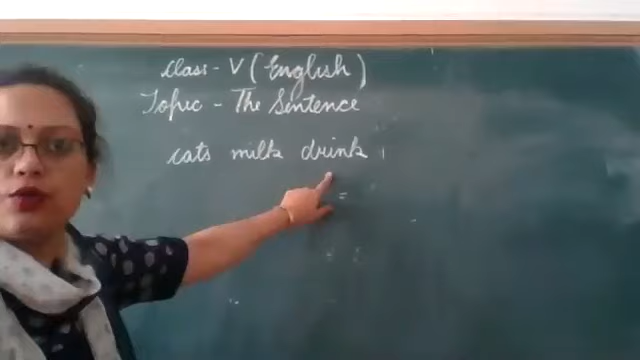 class - V (English)
Topic - The Sentence
cats milk drink